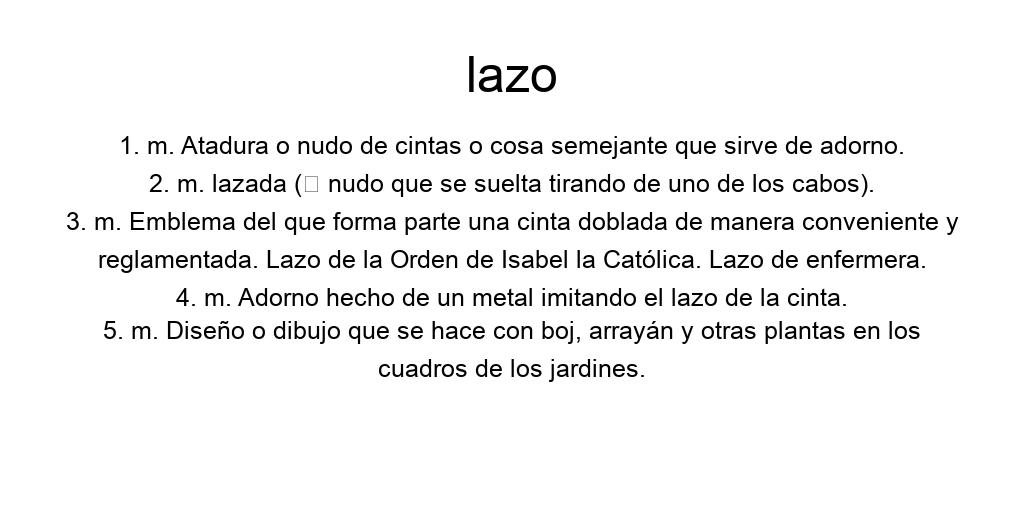 lazo
1. m. Atadura o nudo de cintas o cosa semejante que sirve de adorno.
2. m. lazada (□ nudo que se suelta tirando de uno de los cabos).
3. m. Emblema del que forma parte una cinta doblada de manera conveniente y
reglamentada. Lazo de la Orden de Isabel la Católica. Lazo de enfermera.
4. m. Adorno hecho de un metal imitando el lazo de la cinta.
5. m. Diseño o dibujo que se hace con boj, arrayán y otras plantas en los
cuadros de los jardines.